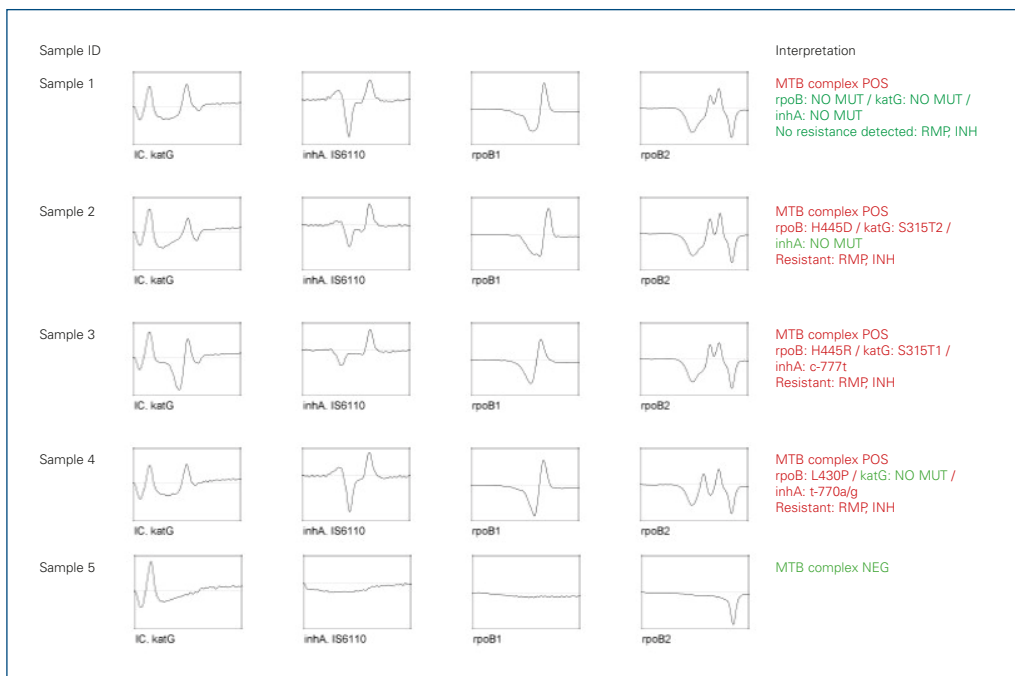 Sample ID
Interpretation
Sample 1
IC. katG
inhA. IS6110
rpoB1
rpoB2
MTB complex POS
rpoB: NO MUT / katG: NO MUT /
inhA: NO MUT
No resistance detected: RMP, INH
Sample 2
IC. katG
inhA. IS6110
rpoB1
rpoB2
MTB complex POS
rpoB: H445D / katG: S315T2 /
inhA: NO MUT
Resistant: RMP, INH
Sample 3
IC. katG
inhA. IS6110
rpoB1
rpoB2
MTB complex POS
rpoB: H445R / katG: S315T1 /
inhA: c-777t
Resistant: RMP, INH
Sample 4
IC. katG
inhA. IS6110
rpoB1
rpoB2
MTB complex POS
rpoB: L430P / katG: NO MUT /
inhA: t-770a/g
Resistant: RMP, INH
Sample 5
IC. katG
inhA. IS6110
rpoB1
rpoB2
MTB complex NEG